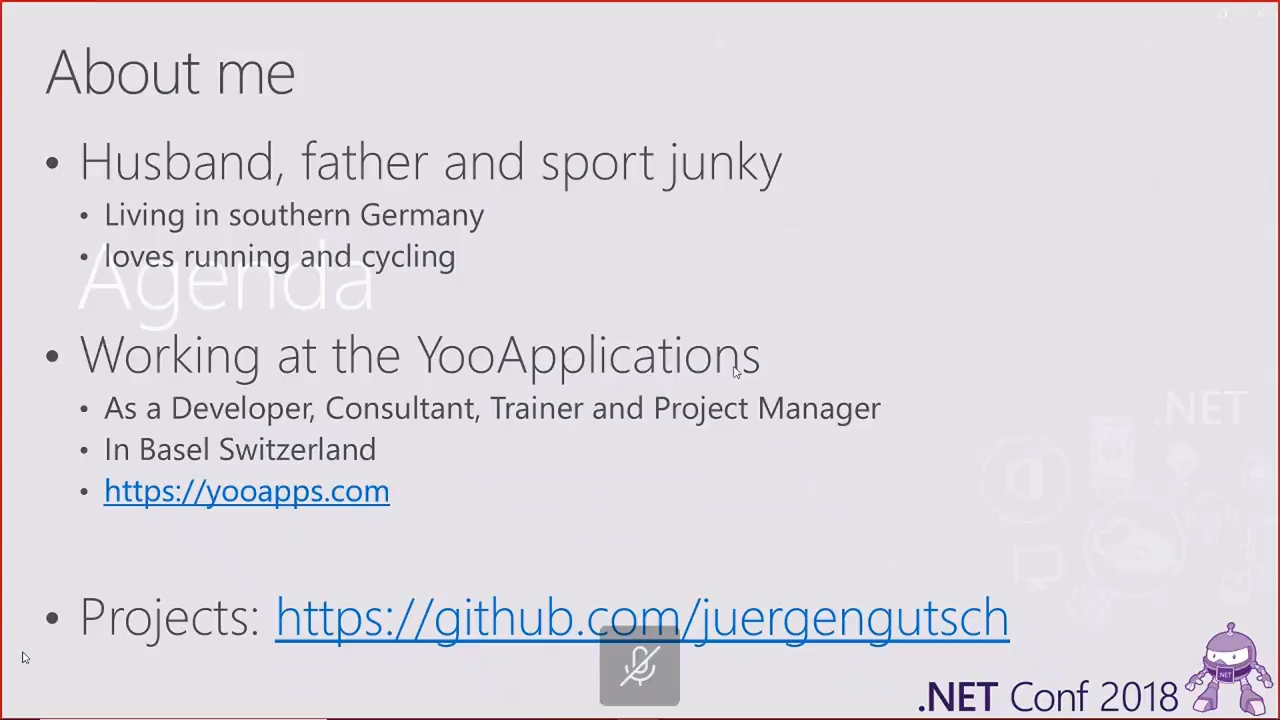 About me
• Husband, father and sport junky
• Living in southern Germany
• loves running and cycling
Agenda
• Working at the YooApplications
• As a Developer, Consultant, Trainer and Project Manager
.NET
• In Basel Switzerland
• https://yooapps.com
• Projects: https://github.com/juergengutsch
.NET Conf 2018
.NET